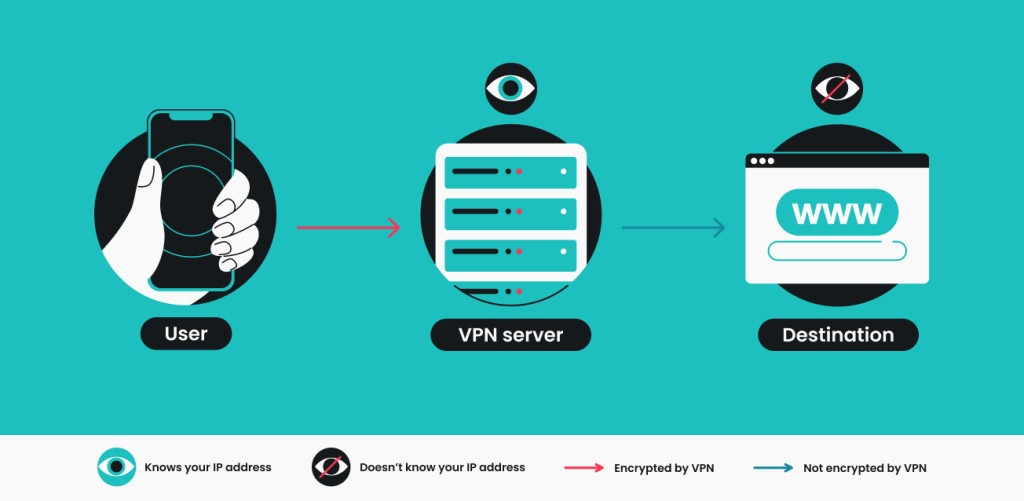 WWW
User
VPN server
Destination
Knows your IP address
Doesn't know your IP address
Encrypted by VPN
Not encrypted by VPN